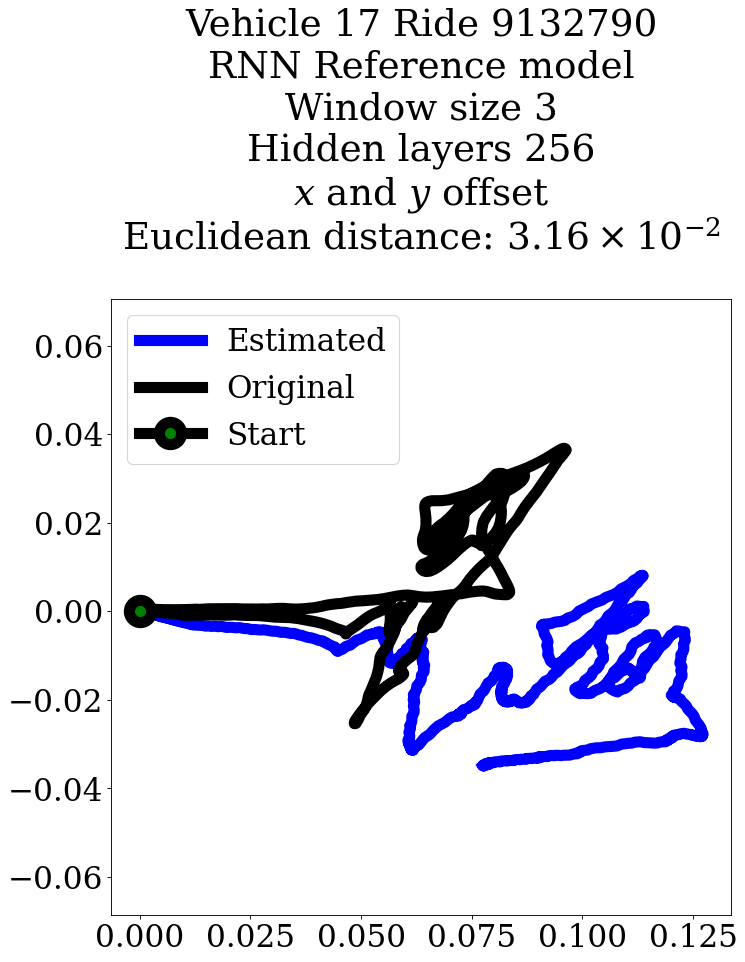 Vehicle 17 Ride 9132790
RNN Reference model
Window size 3
Hidden layers 256
x and y offset
Euclidean distance: 3.16 × 10⁻²
Estimated
Original
Start
0.06
0.04
0.02
0.00
−0.02
−0.04
−0.06
0.000 0.025 0.050 0.075 0.100 0.125